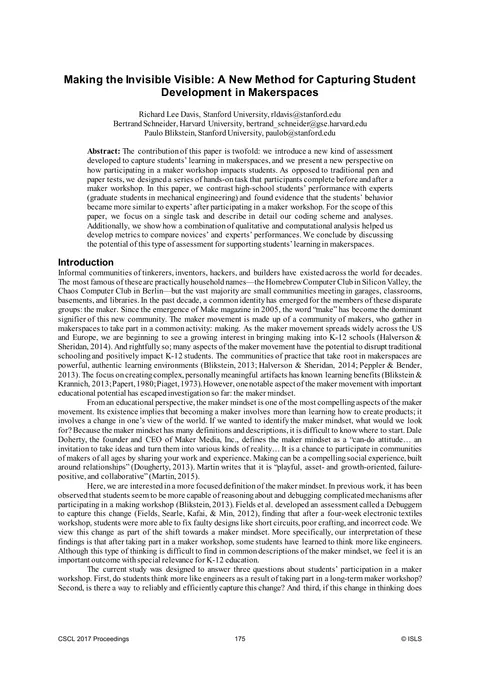 Making the Invisible Visible: A New Method for Capturing Student
Development in Makerspaces
Richard Lee Davis, Stanford University, rldavis@stanford.edu
Bertrand Schneider, Harvard University, bertrand_schneider@gse.harvard.edu
Paulo Blikstein, Stanford University, paulob@stanford.edu
Abstract: The contribution of this paper is twofold: we introduce a new kind of assessment
developed to capture students' learning in makerspaces, and we present a new perspective on
how participating in a maker workshop impacts students. As opposed to traditional pen and
paper tests, we designed a series of hands-on task that participants complete before and after a
maker workshop. In this paper, we contrast high-school students' performance with experts
(graduate students in mechanical engineering) and found evidence that the students' behavior
became more similar to experts' after participating in a maker workshop. For the scope of this
paper, we focus on a single task and describe in detail our coding scheme and analyses.
Additionally, we show how a combination of qualitative and computational analysis helped us
develop metrics to compare novices' and experts' performances. We conclude by discussing
the potential of this type of assessment for supporting students' learning in makerspaces.
Introduction
Informal communities of tinkerers, inventors, hackers, and builders have existed across the world for decades.
The most famous of these are practically household names—the Homebrew Computer Club in Silicon Valley, the
Chaos Computer Club in Berlin—but the vast majority are small communities meeting in garages, classrooms,
basements, and libraries. In the past decade, a common identity has emerged for the members of these disparate
groups: the maker. Since the emergence of Make magazine in 2005, the word "make" has become the dominant
signifier of this new community. The maker movement is made up of a community of makers, who gather in
makerspaces to take part in a common activity: making. As the maker movement spreads widely across the US
and Europe, we are beginning to see a growing interest in bringing making into K-12 schools (Halverson &
Sheridan, 2014). And rightfully so; many aspects of the maker movement have the potential to disrupt traditional
schooling and positively impact K-12 students. The communities of practice that take root in makerspaces are
powerful, authentic learning environments (Blikstein, 2013; Halverson & Sheridan, 2014; Peppler & Bender,
2013). The focus on creating complex, personally meaningful artifacts has known learning benefits (Blikstein &
Krannich, 2013; Papert, 1980; Piaget, 1973). However, one notable aspect of the maker movement with important
educational potential has escaped investigation so far: the maker mindset.
From an educational perspective, the maker mindset is one of the most compelling aspects of the maker
movement. Its existence implies that becoming a maker involves more than learning how to create products; it
involves a change in one's view of the world. If we wanted to identify the maker mindset, what would we look
for? Because the maker mindset has many definitions and descriptions, it is difficult to know where to start. Dale
Doherty, the founder and CEO of Maker Media, Inc., defines the maker mindset as a "can-do attitude… an
invitation to take ideas and turn them into various kinds of reality… It is a chance to participate in communities
of makers of all ages by sharing your work and experience. Making can be a compelling social experience, built
around relationships" (Dougherty, 2013). Martin writes that it is "playful, asset- and growth-oriented, failure-
positive, and collaborative" (Martin, 2015).
Here, we are interested in a more focused definition of the maker mindset. In previous work, it has been
observed that students seem to be more capable of reasoning about and debugging complicated mechanisms after
participating in a making workshop (Blikstein, 2013). Fields et al. developed an assessment called a Debuggem
to capture this change (Fields, Searle, Kafai, & Min, 2012), finding that after a four-week electronic textiles
workshop, students were more able to fix faulty designs like short circuits, poor crafting, and incorrect code. We
view this change as part of the shift towards a maker mindset. More specifically, our interpretation of these
findings is that after taking part in a maker workshop, some students have learned to think more like engineers.
Although this type of thinking is difficult to find in common descriptions of the maker mindset, we feel it is an
important outcome with special relevance for K-12 education.
The current study was designed to answer three questions about students' participation in a maker
workshop. First, do students think more like engineers as a result of taking part in a long-term maker workshop?
Second, is there a way to reliably and efficiently capture this change? And third, if this change in thinking does
CSCL 2017 Proceedings
175
© ISLS